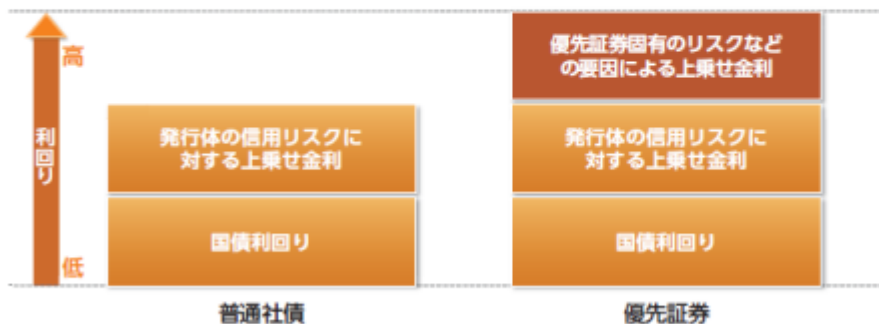 高
利回り
低
発行体の信用リスクに
対する上乗せ金利
国債利回り
普通社債
優先証券固有のリスクなど
の要因による上乗せ金利
発行体の信用リスクに
対する上乗せ金利
国債利回り
優先証券